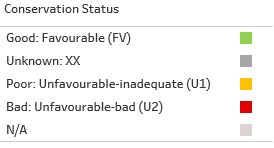 Conservation Status
Good: Favourable (FV)
Unknown: XX
Poor: Unfavourable-inadequate (U1)
Bad: Unfavourable-bad (U2)
N/A